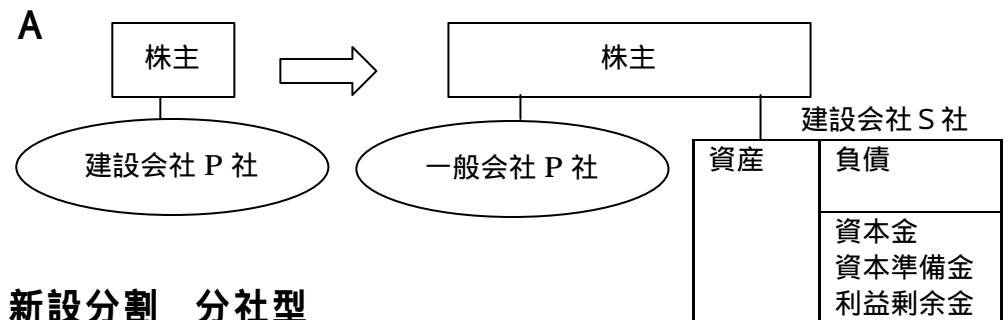 A
株主
株主
建設会社 P 社
一般会社 P 社
建設会社S社
資産
負債
資本金
資本準備金
利益剰余金
新設分割 分社型